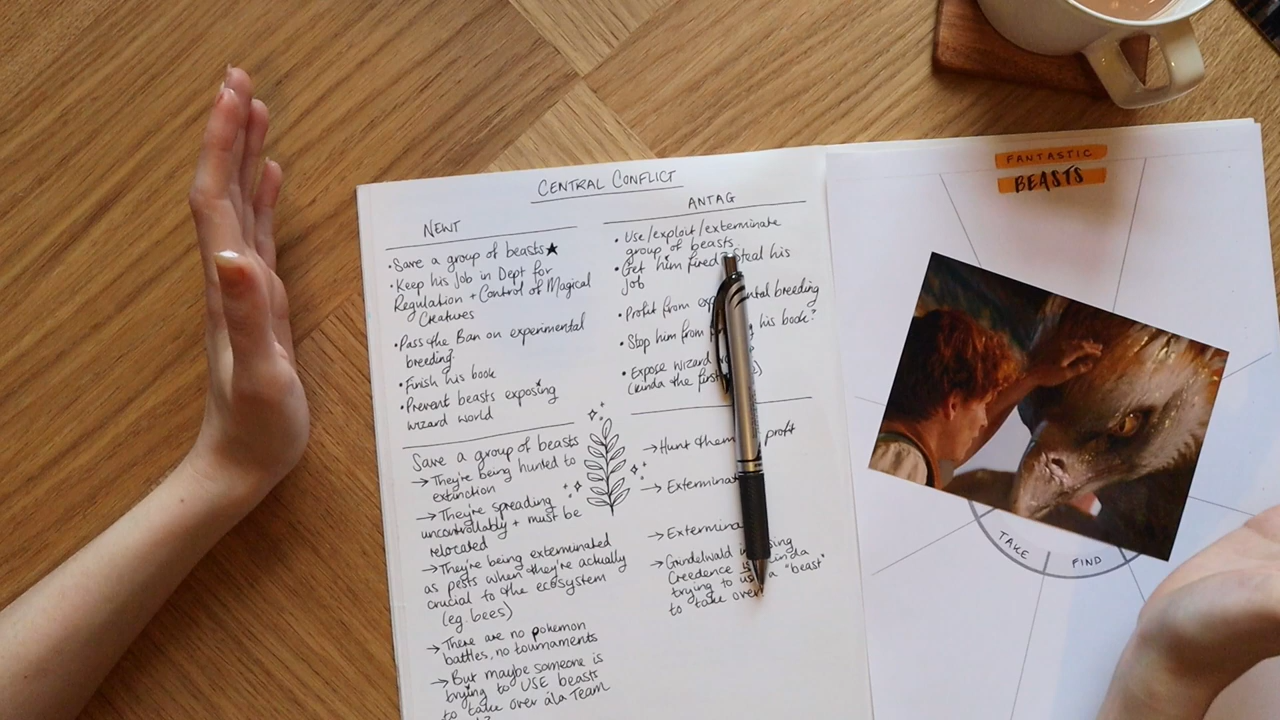 CENTRAL CONFLICT
NEWT
• Save a group of beasts★
• Keep his job in Dept for
Regulation + Control of Magical
Creatures
• Pass the Ban on experimental
breeding.
• Finish his book
• Prevent beasts exposing
wizard world
Save a group of beasts
→ They're being hunted to
extinction
→ They're spreading
uncontrollably + must be
relocated
→ They're being exterminated
as pests when they're actually
crucial to the ecosystem
(eg. bees)
→ There are no pokemon
battles, no tournaments
→ But maybe someone is
trying to USE beasts
to take over a'la Team
ANTAG
• Use/exploit/exterminate
group of beasts
• Get him fired? Steal his
job
• Profit from breeding
• Stop him from his book?
• Expose wizard
(kinda the first
→ Hunt them profit
→ Exterminat
→ Extermina
→ Grindelwald
Creedence is kinda
trying to us a "beast"
to take over
FANTASTIC
BEASTS
TAKE FIND